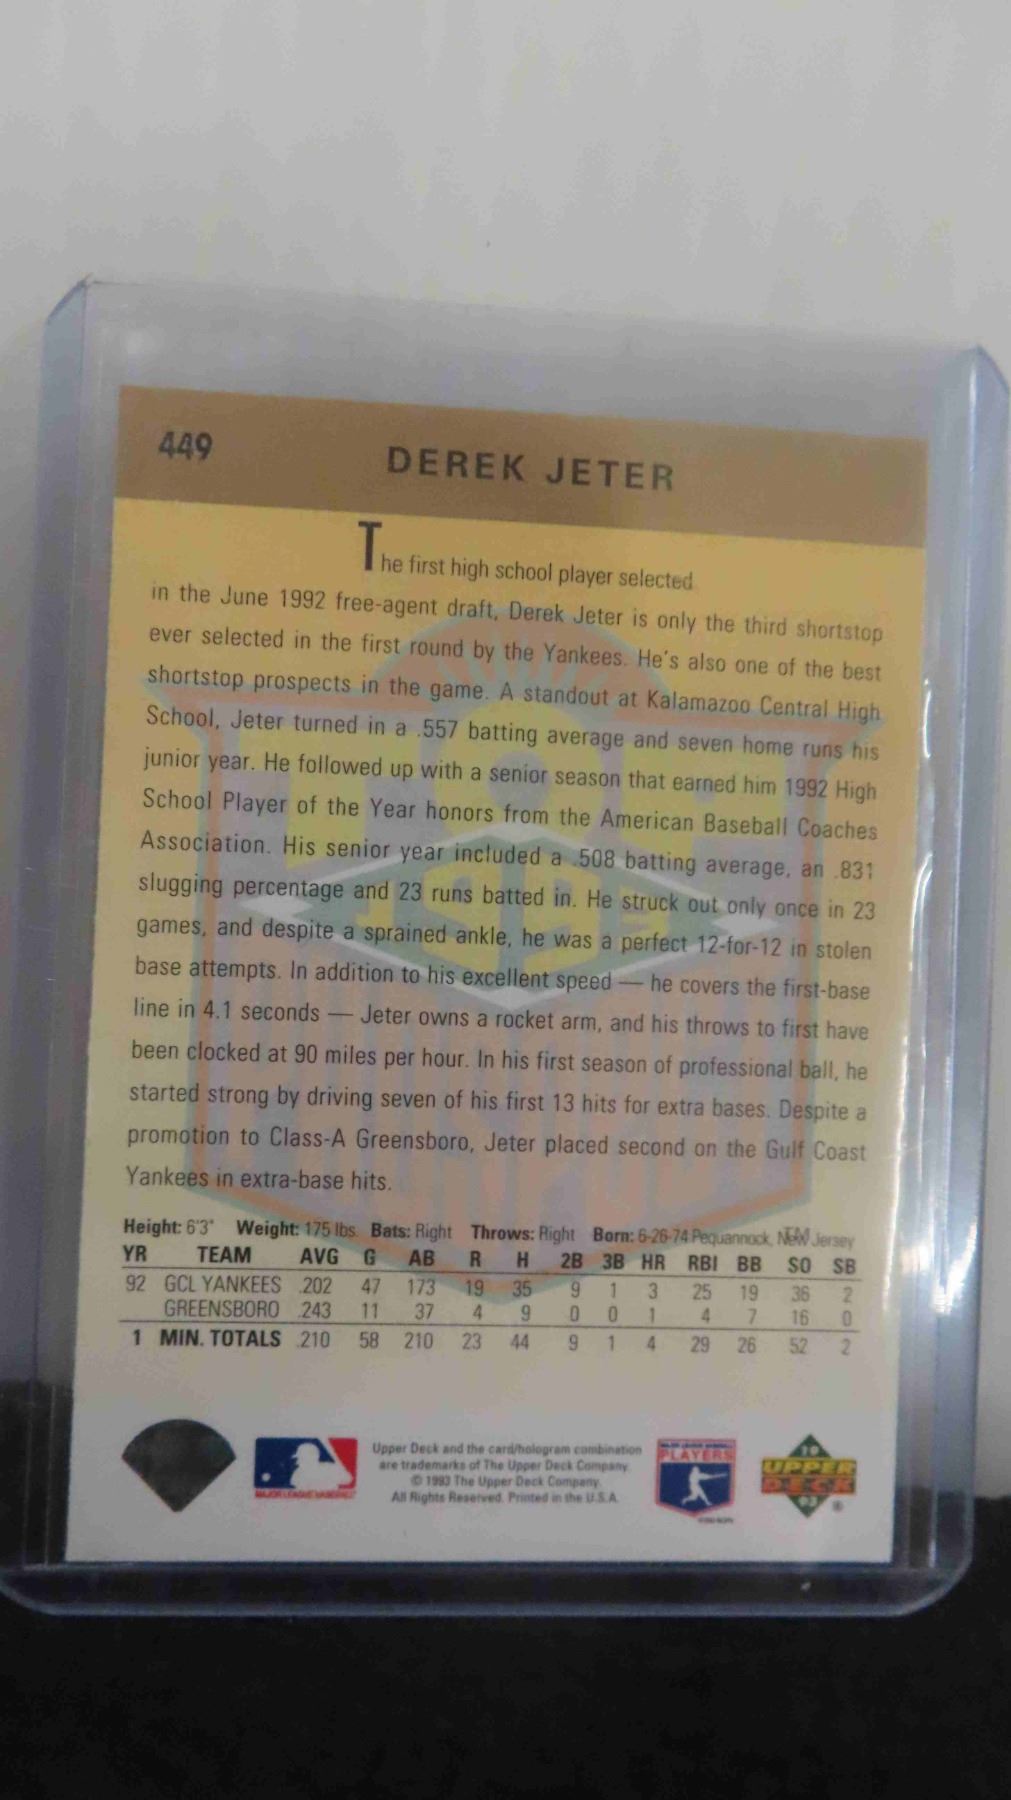 449
DEREK JETER
The first high school player selected
in the June 1992 free-agent draft, Derek Jeter is only the third shortstop
ever selected in the first round by the Yankees. He's also one of the best
shortstop prospects in the game. A standout at Kalamazoo Central High
School, Jeter turned in a .557 batting average and seven home runs his
junior year. He followed up with a senior season that earned him 1992 High
School Player of the Year honors from the American Baseball Coaches
Association. His senior year included a .508 batting average, an .831
slugging percentage and 23 runs batted in. He struck out only once in 23
games, and despite a sprained ankle, he was a perfect 12-for-12 in stolen
base attempts. In addition to his excellent speed — he covers the first-base
line in 4.1 seconds — Jeter owns a rocket arm, and his throws to first have
been clocked at 90 miles per hour. In his first season of professional ball, he
started strong by driving seven of his first 13 hits for extra bases. Despite a
promotion to Class-A Greensboro, Jeter placed second on the Gulf Coast
Yankees in extra-base hits.
Height: 6'3" Weight: 175 lbs. Bats: Right Throws: Right Born: 6-26-74 Pequannock, New Jersey
YR TEAM AVG G AB R H 2B 3B HR RBI BB SO SB
92 GCL YANKEES .202 47 173 19 35 9 1 3 25 19 36 2
GREENSBORO .243 11 37 4 9 0 0 1 4 7 16 0
1 MIN. TOTALS .210 58 210 23 44 9 1 4 29 26 52 2
MAJOR LEAGUE BASEBALL
Upper Deck and the card/hologram combination
are trademarks of The Upper Deck Company.
© 1993 The Upper Deck Company.
All Rights Reserved. Printed in the U.S.A.
MAJOR LEAGUE BASEBALL
PLAYERS
19
UPPER
DECK
93
®